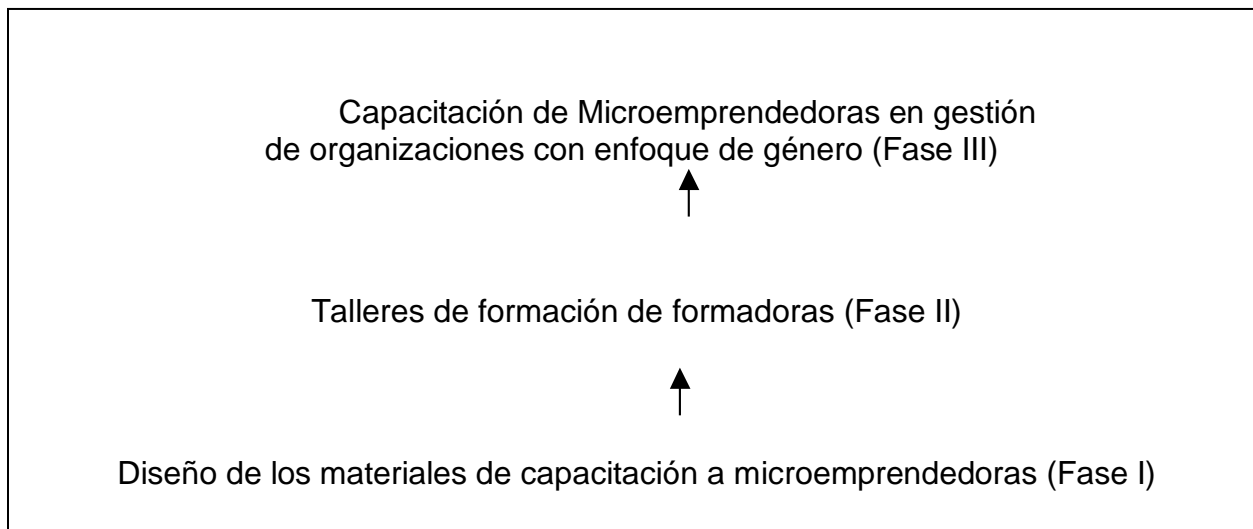 Capacitación de Microemprendedoras en gestión
de organizaciones con enfoque de género (Fase III)
Talleres de formación de formadoras (Fase II)
Diseño de los materiales de capacitación a microemprendedoras (Fase I)